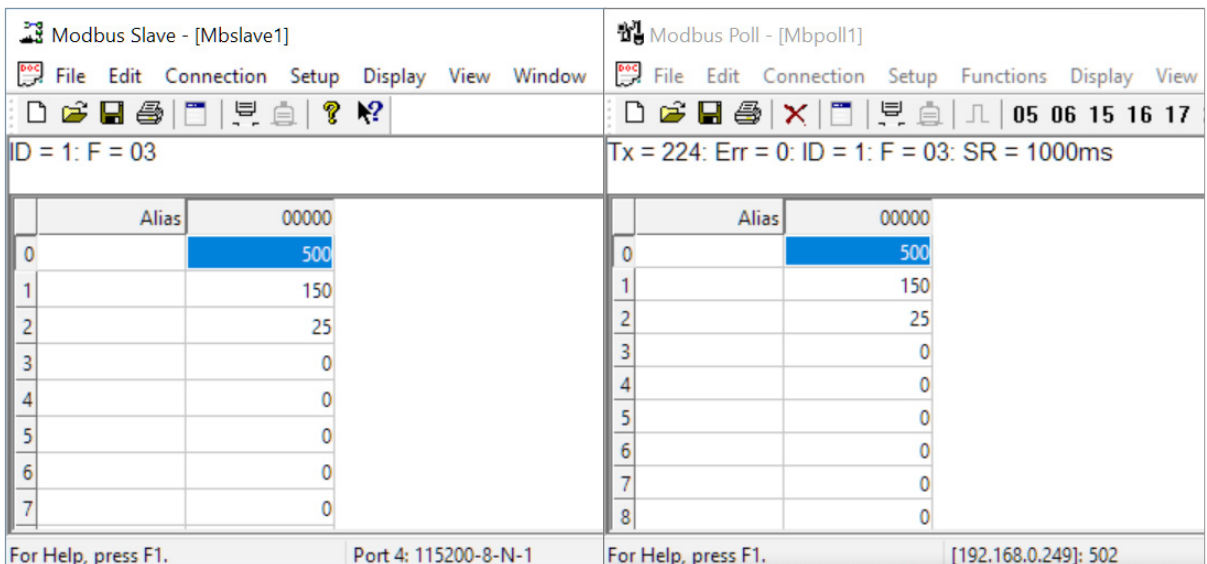 Modbus Slave - [Mbslave1]
File Edit Connection Setup Display View Window
ID = 1: F = 03
Alias 00000
0 500
1 150
2 25
3 0
4 0
5 0
6 0
7 0
For Help, press F1. Port 4: 115200-8-N-1
Modbus Poll - [Mbpoll1]
File Edit Connection Setup Functions Display View
05 06 15 16 17
Tx = 224: Err = 0: ID = 1: F = 03: SR = 1000ms
Alias 00000
0 500
1 150
2 25
3 0
4 0
5 0
6 0
7 0
8 0
For Help, press F1. [192.168.0.249]: 502